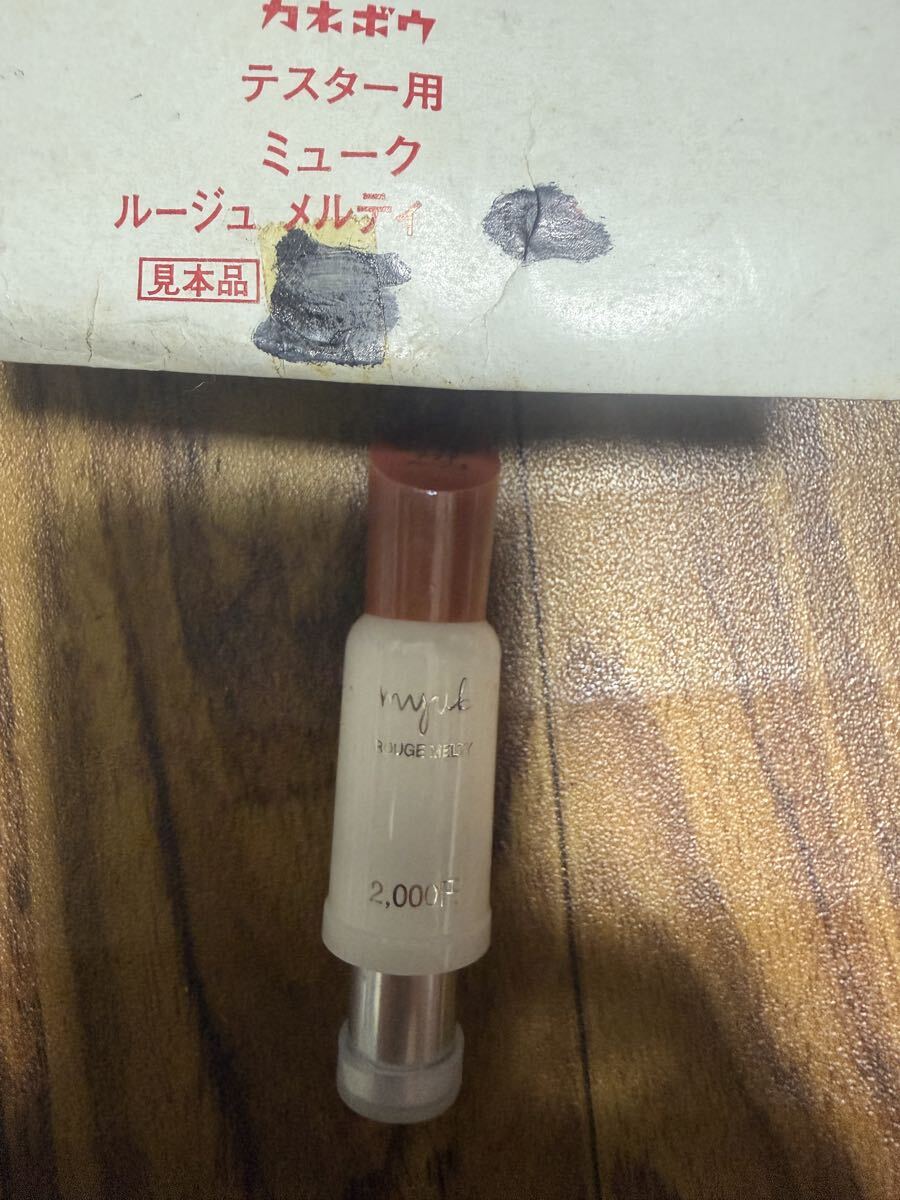 カネボウ
テスター用
ミューク
ルージュ メルティ
見本品
myuk
ROUGE MELTY
2,000円